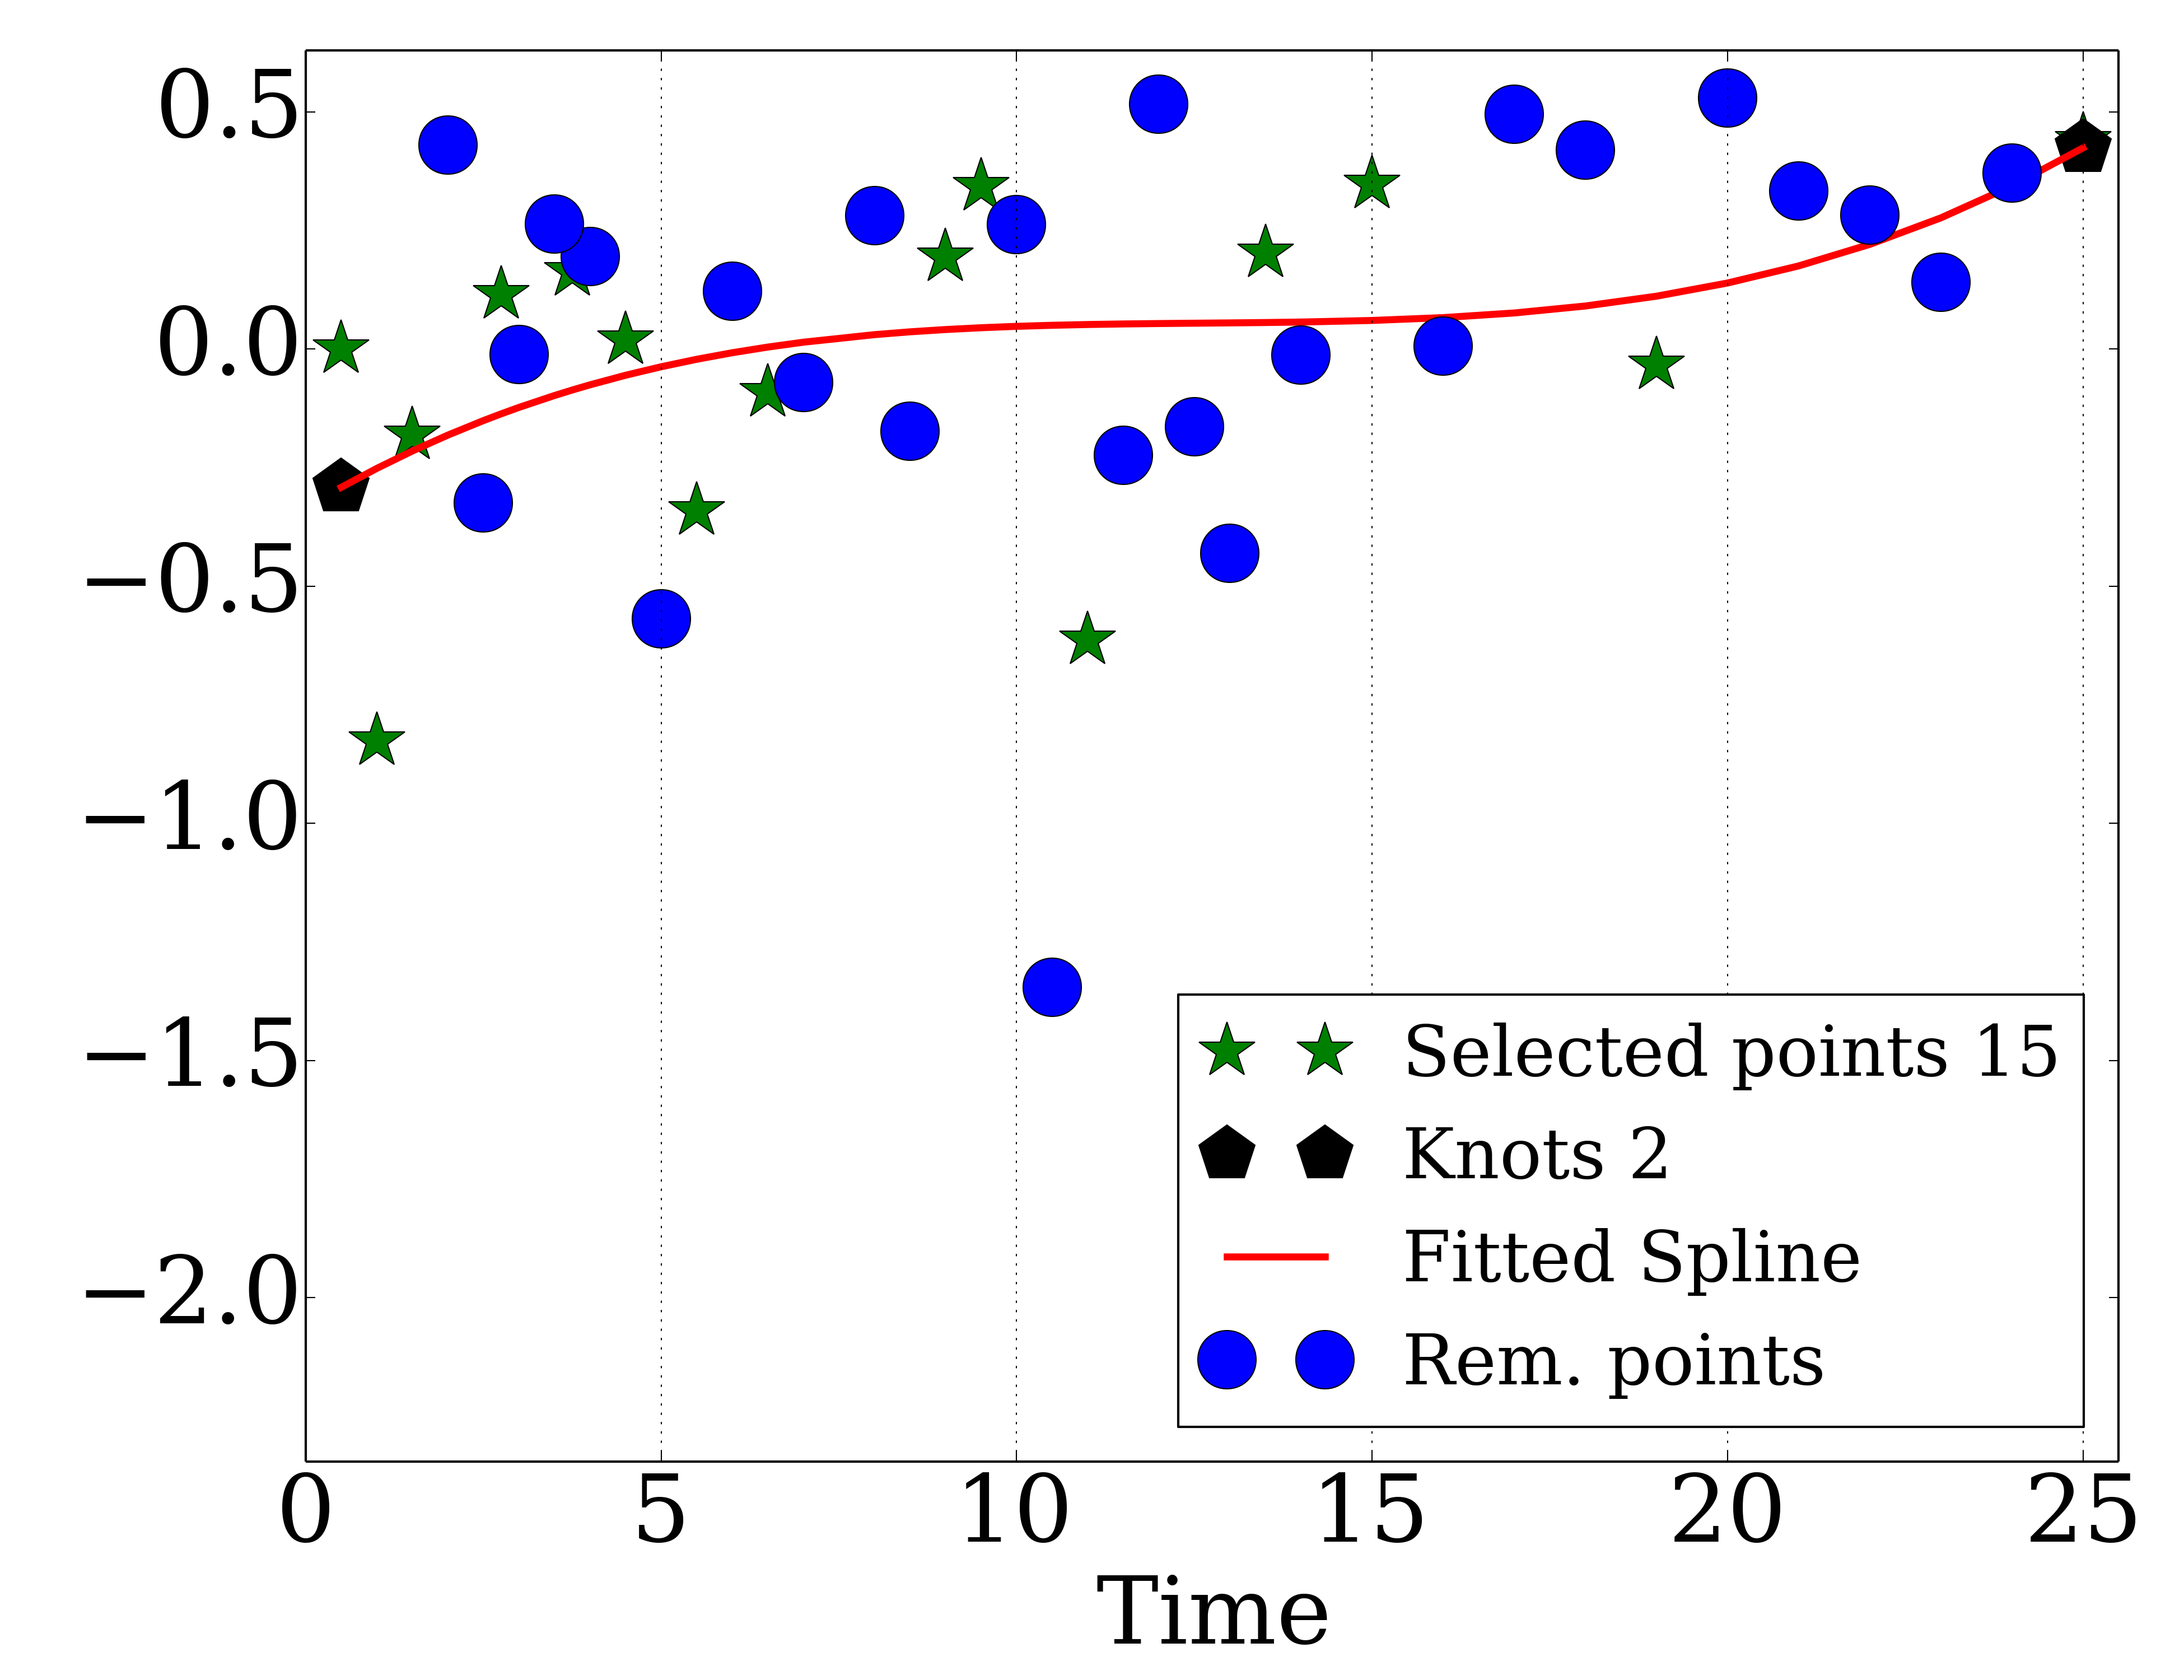 0.5
0.0
−0.5
−1.0
−1.5
−2.0
Selected points 15
Knots 2
Fitted Spline
Rem. points
0 5 10 15 20 25
Time